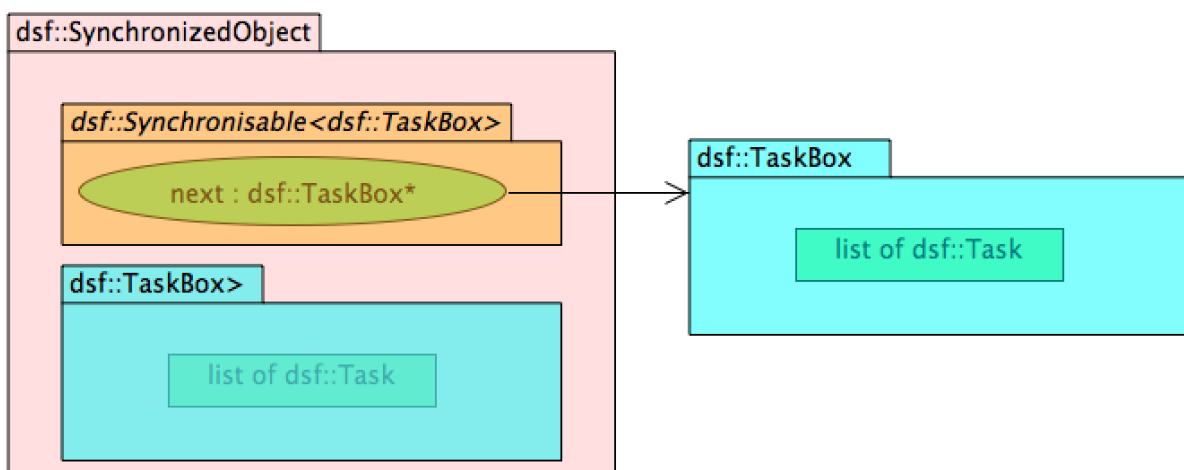 dsf::SynchronizedObject
dsf::Synchronisable<dsf::TaskBox>
next : dsf::TaskBox*
dsf::TaskBox
list of dsf::Task
dsf::TaskBox>
list of dsf::Task